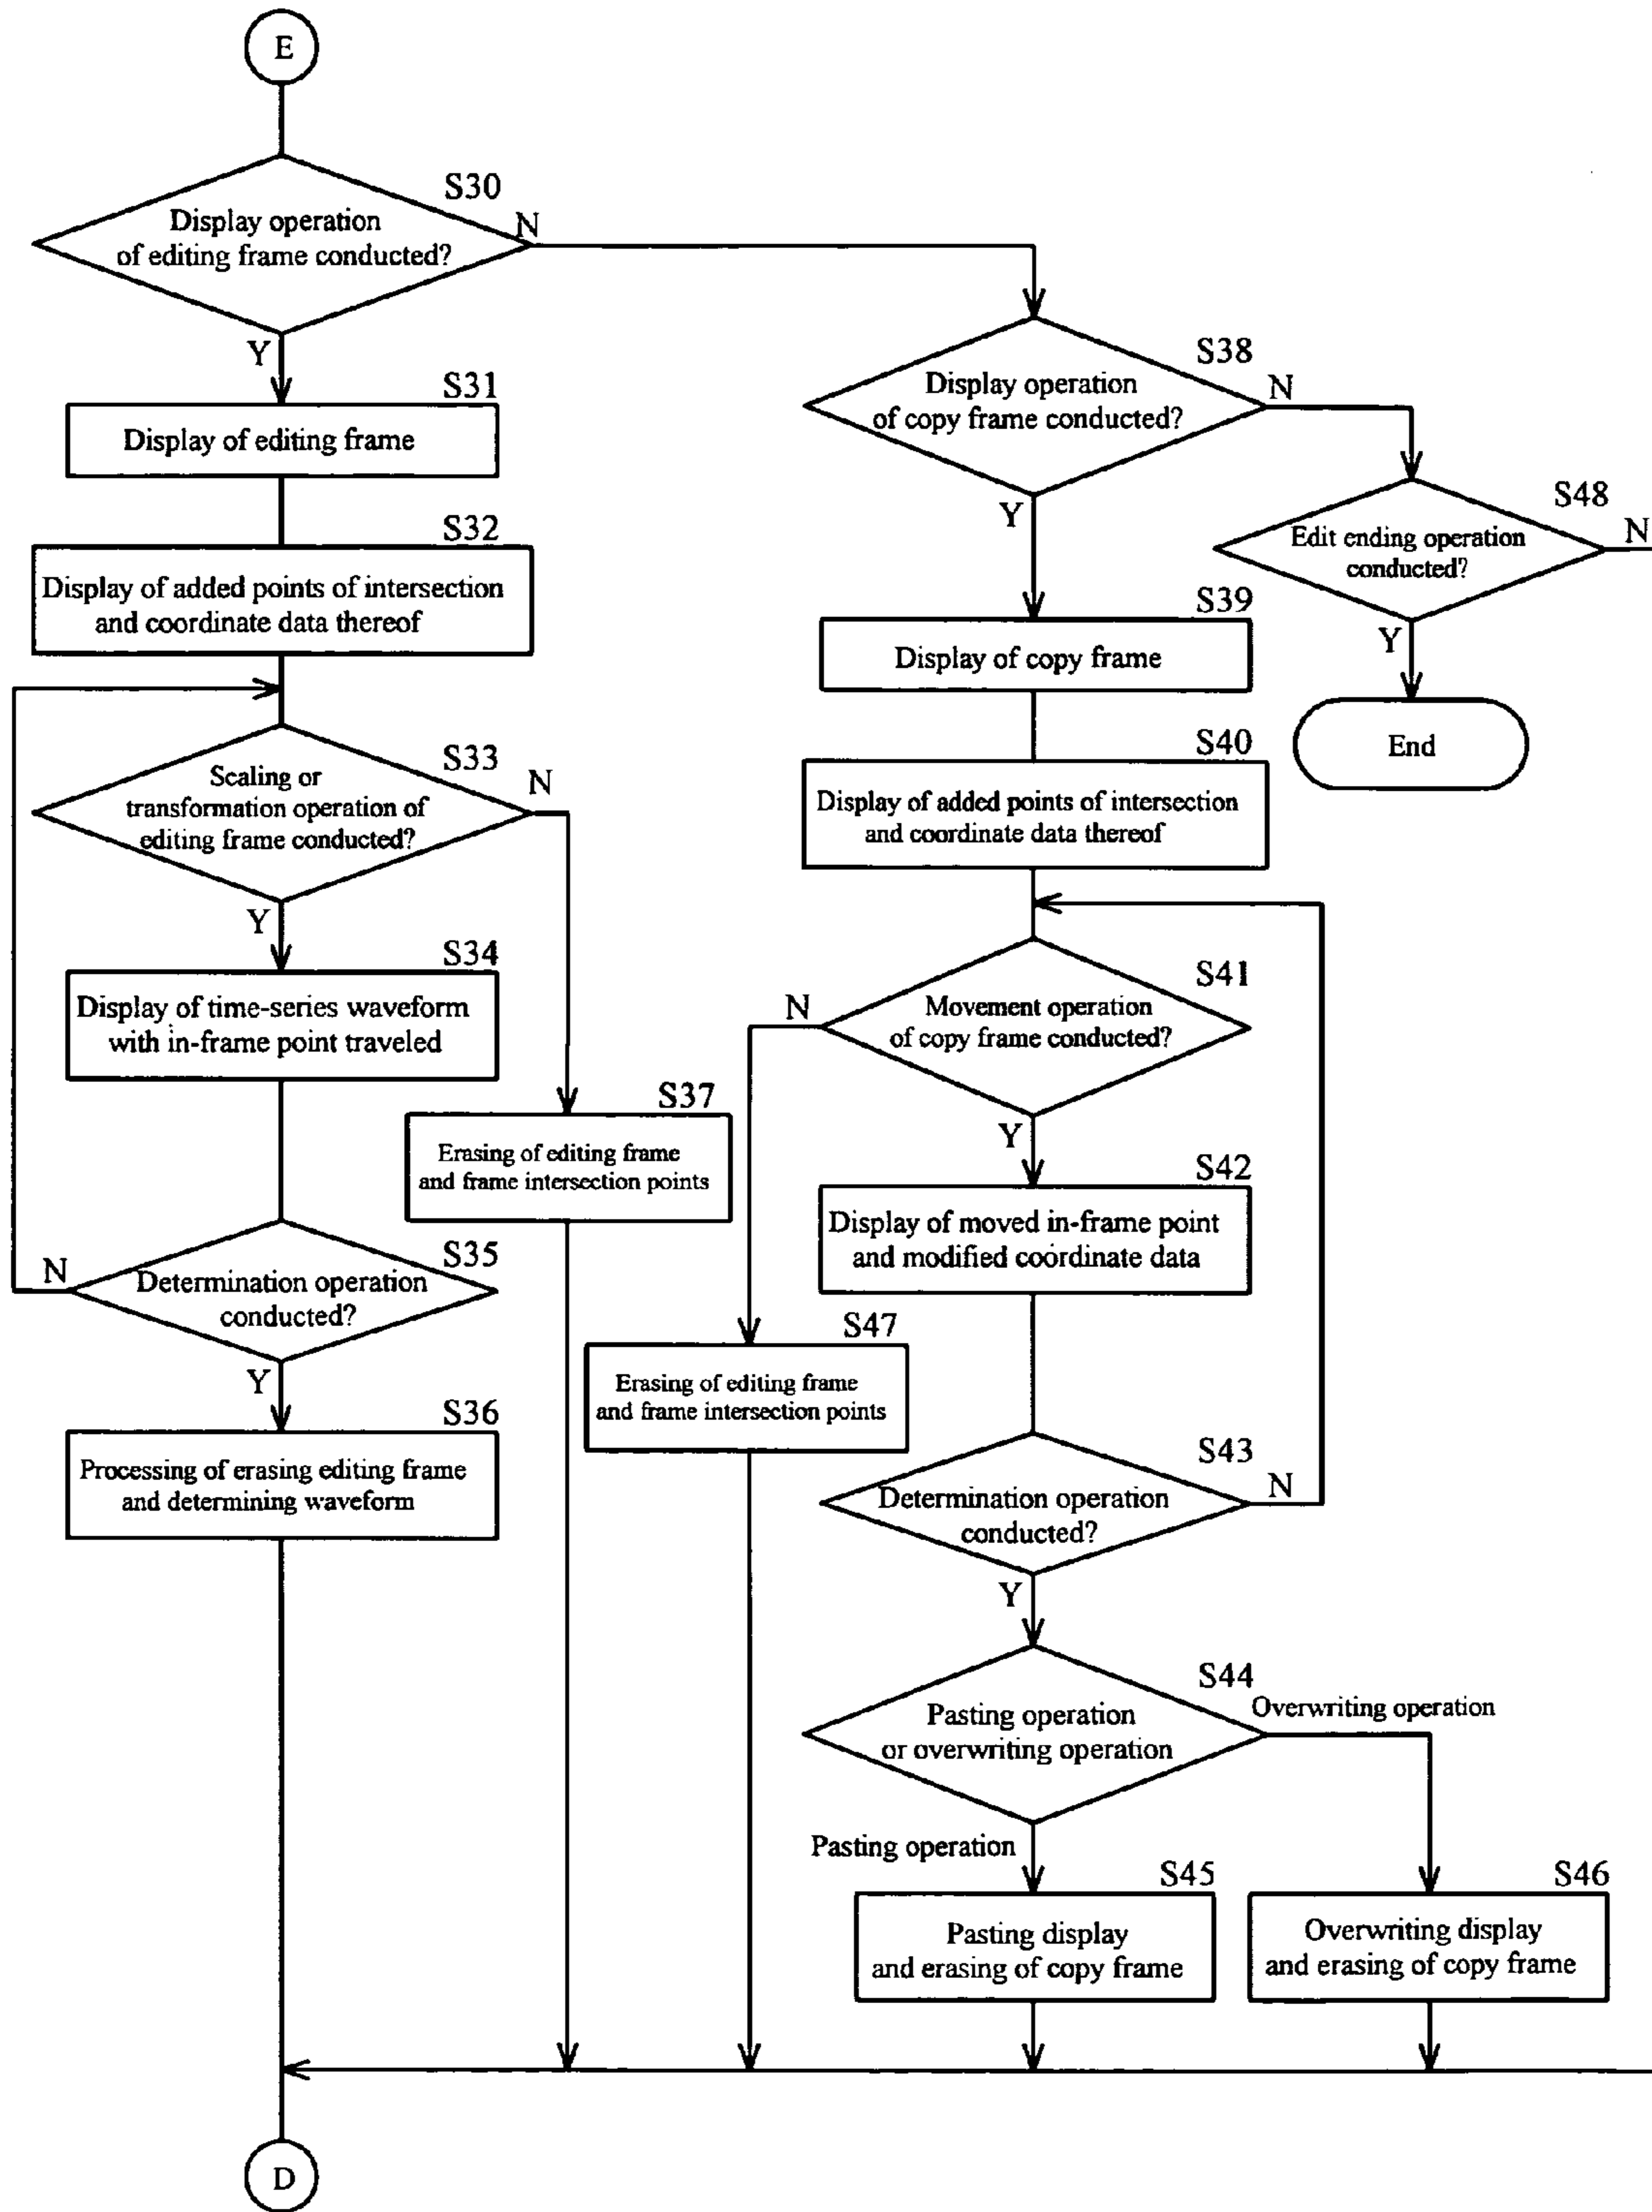 E
S30
Display operation
of editing frame conducted?
N
Y
S31
Display of editing frame
S32
Display of added points of intersection
and coordinate data thereof
S33
Scaling or
transformation operation of
editing frame conducted?
N
Y
S34
Display of time-series waveform
with in-frame point traveled
S37
Erasing of editing frame
and frame intersection points
S35
Determination operation
conducted?
N
Y
S36
Processing of erasing editing frame
and determining waveform
S38
Display operation
of copy frame conducted?
N
Y
S48
Edit ending operation
conducted?
N
Y
End
S39
Display of copy frame
S40
Display of added points of intersection
and coordinate data thereof
S41
Movement operation
of copy frame conducted?
N
Y
S42
Display of moved in-frame point
and modified coordinate data
S47
Erasing of editing frame
and frame intersection points
S43
Determination operation
conducted?
N
Y
S44
Pasting operation
or overwriting operation
Overwriting operation
Pasting operation
S45
Pasting display
and erasing of copy frame
S46
Overwriting display
and erasing of copy frame
D